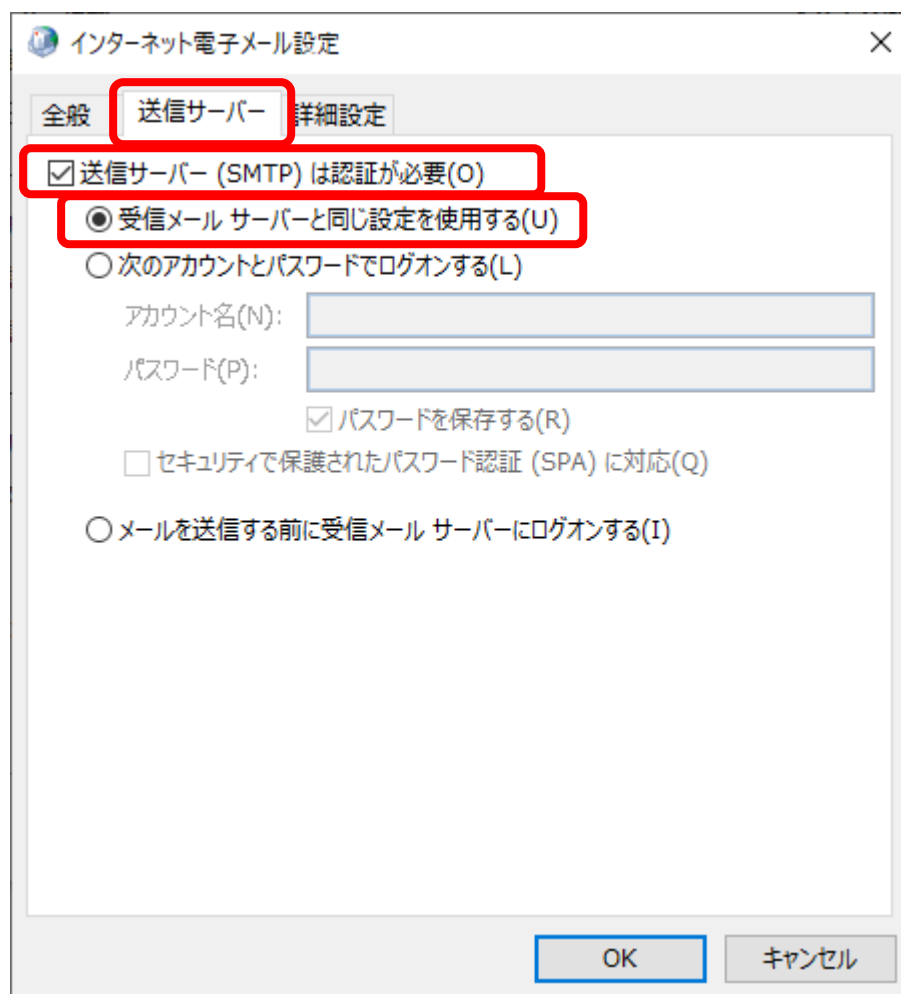 インターネット電子メール設定
全般 送信サーバー 詳細設定
送信サーバー (SMTP) は認証が必要(O)
受信メール サーバーと同じ設定を使用する(U)
次のアカウントとパスワードでログオンする(L)
アカウント名(N):
パスワード(P):
パスワードを保存する(R)
セキュリティで保護されたパスワード認証 (SPA) に対応(Q)
メールを送信する前に受信メール サーバーにログオンする(I)
OK キャンセル